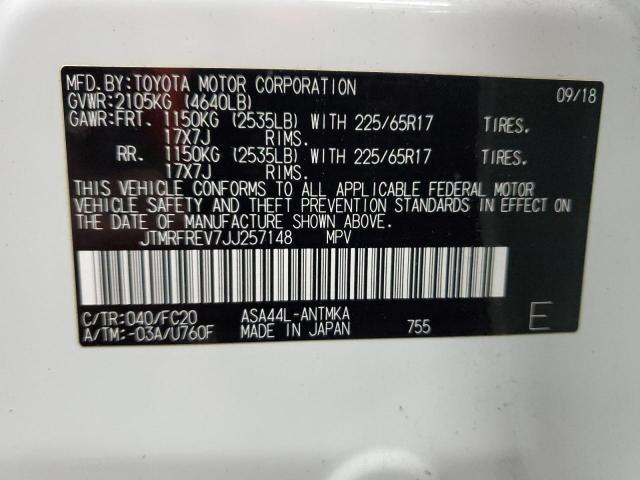 MFD.BY:TOYOTA MOTOR CORPORATION 09/18
GVWR:2105KG (4640LB)
GAWR:FRT. 1150KG (2535LB) WITH 225/65R17 TIRES.
17X7J RIMS.
RR. 1150KG (2535LB) WITH 225/65R17 TIRES.
17X7J RIMS.
THIS VEHICLE CONFORMS TO ALL APPLICABLE FEDERAL MOTOR
VEHICLE SAFETY AND THEFT PREVENTION STANDARDS IN EFFECT ON
THE DATE OF MANUFACTURE SHOWN ABOVE.
JTMRFREV7JJ257148 MPV
C/TR:040/FC20 ASA44L-ANTMKA
A/TM:-03A/U760F MADE IN JAPAN 755 E